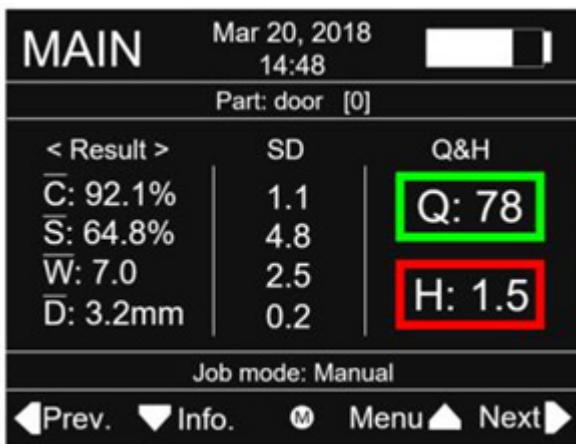 MAIN
Mar 20, 2018
14:48
Part: door [0]
< Result > SD Q&H
C̅: 92.1% 1.1 Q: 78
S̅: 64.8% 4.8
W̅: 7.0 2.5 H: 1.5
D̅: 3.2mm 0.2
Job mode: Manual
Prev. Info. M Menu Next